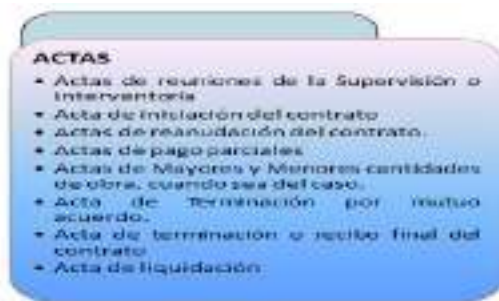 ACTAS
• Actas de reuniones de la Supervisión o
Interventoría
• Acta de iniciación del contrato
• Actas de reanudación del contrato.
• Actas de pago parciales
• Actas de Mayores y Menores cantidades
de obra, cuando sea del caso.
• Acta de Terminación por mutuo
acuerdo.
• Acta de terminación o recibo final del
contrato
• Acta de liquidación